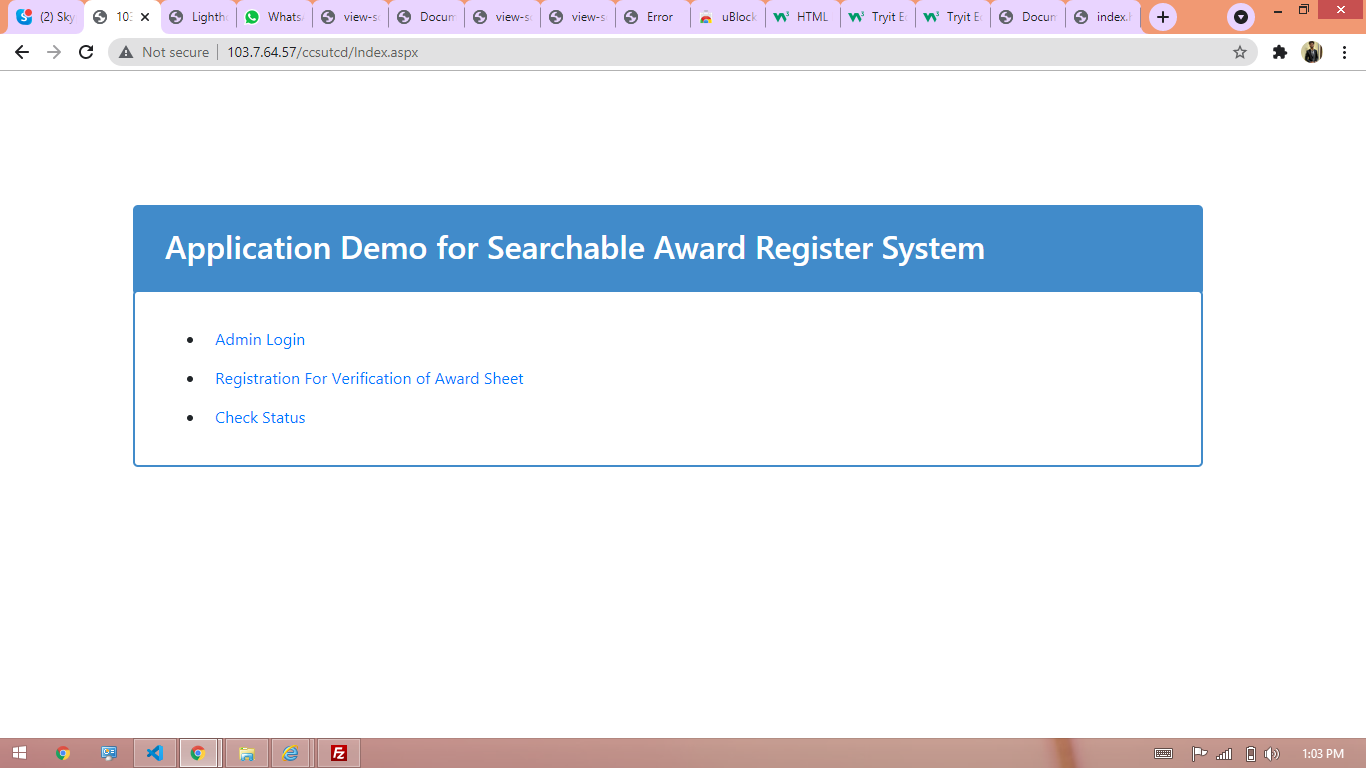 (2) Sky
103
Lighth
Whats
view-s
Docum
view-s
view-s
Error
uBlock
HTML
Tryit E
Tryit E
Docum
index.
Not secure
103.7.64.57/ccsutcd/Index.aspx
Application Demo for Searchable Award Register System
Admin Login
Registration For Verification of Award Sheet
Check Status
1:03 PM